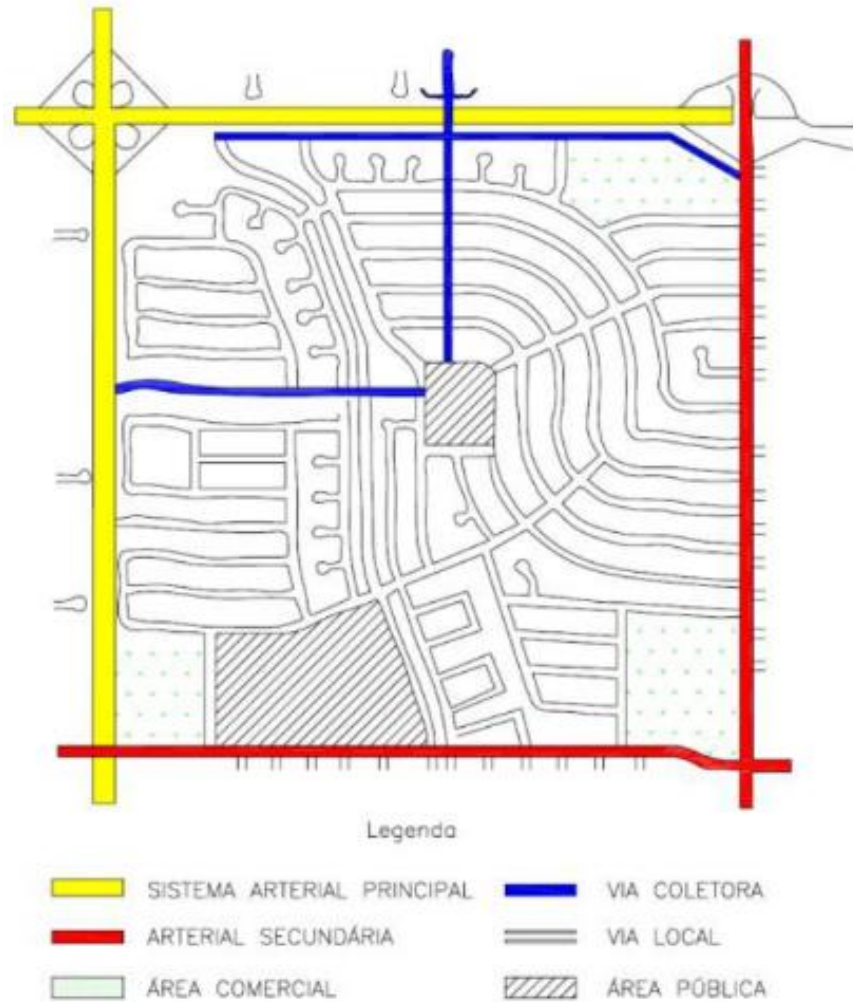 Legenda
SISTEMA ARTERIAL PRINCIPAL
VIA COLETORA
ARTERIAL SECUNDÁRIA
VIA LOCAL
ÁREA COMERCIAL
ÁREA PÚBLICA